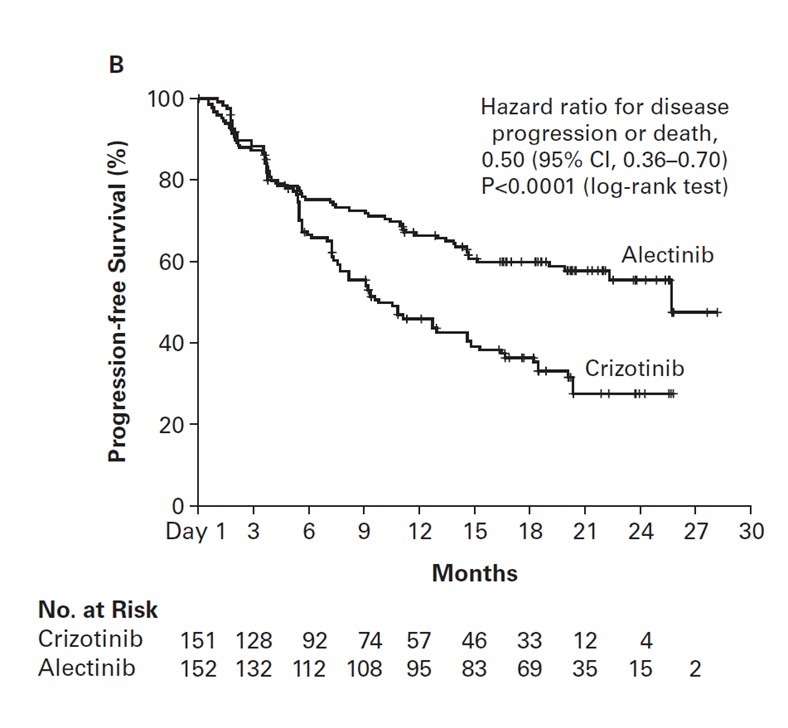 B
Progression-free Survival (%)
100
80
60
40
20
0
Hazard ratio for disease
progression or death,
0.50 (95% CI, 0.36–0.70)
P<0.0001 (log-rank test)
Alectinib
Crizotinib
Day 1 3 6 9 12 15 18 21 24 27 30
Months
No. at Risk
Crizotinib 151 128 92 74 57 46 33 12 4
Alectinib 152 132 112 108 95 83 69 35 15 2